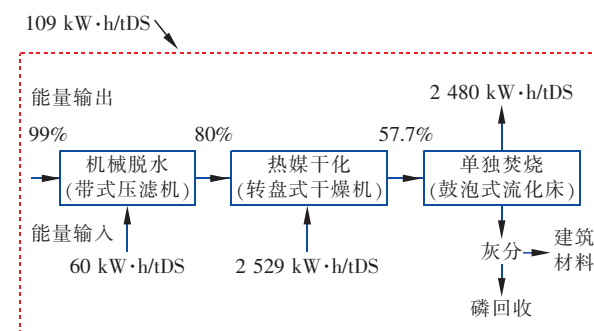 109 kW·h/tDS
能量输出
2 480 kW·h/tDS
99%
80%
57.7%
机械脱水
(带式压滤机)
热媒干化
(转盘式干燥机)
单独焚烧
(鼓泡式流化床)
能量输入
60 kW·h/tDS
2 529 kW·h/tDS
灰分
建筑
材料
磷回收